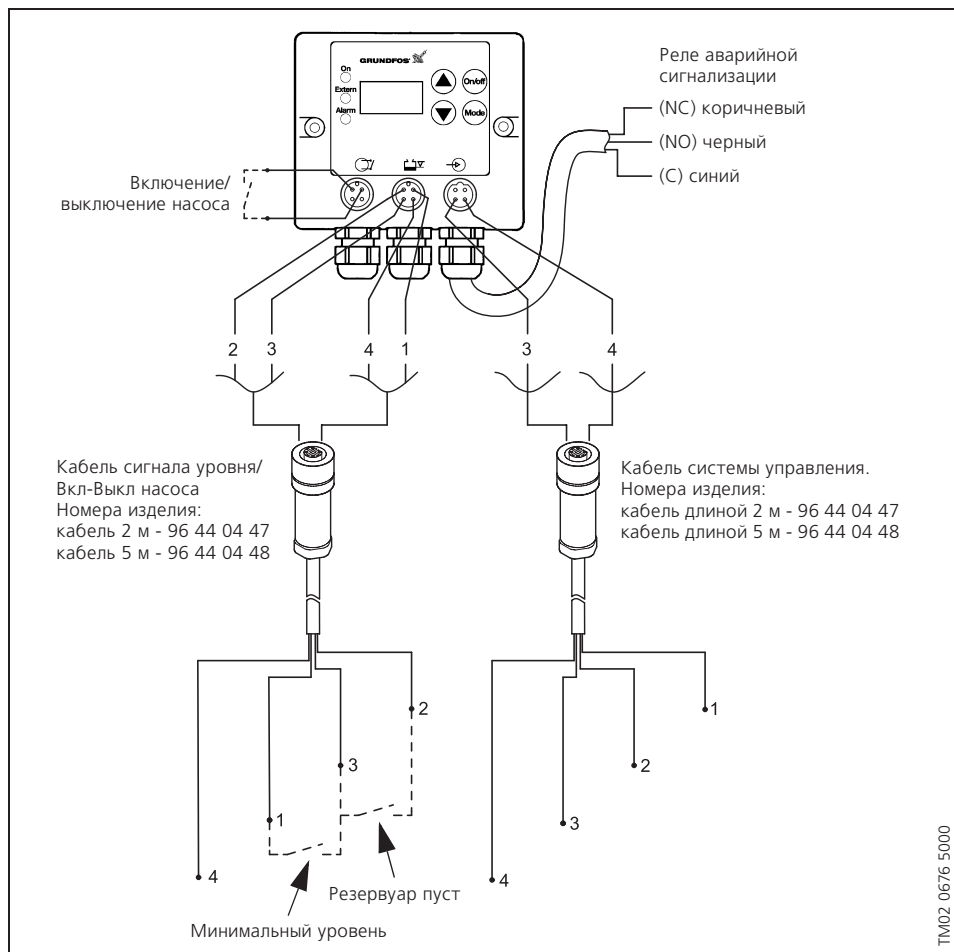 GRUNDFOS
On
Extern
Alarm
On/off
Mode
Реле аварийной
сигнализации
(NC) коричневый
(NO) черный
(C) синий
Включение/
выключение насоса
2
3
4
1
3
4
Кабель сигнала уровня/
Вкл-Выкл насоса
Номера изделия:
кабель 2 м - 96 44 04 47
кабель 5 м - 96 44 04 48
Кабель системы управления.
Номера изделия:
кабель длиной 2 м - 96 44 04 47
кабель длиной 5 м - 96 44 04 48
2
3
1
4
Резервуар пуст
Минимальный уровень
1
2
3
4
TM02 0676 5000